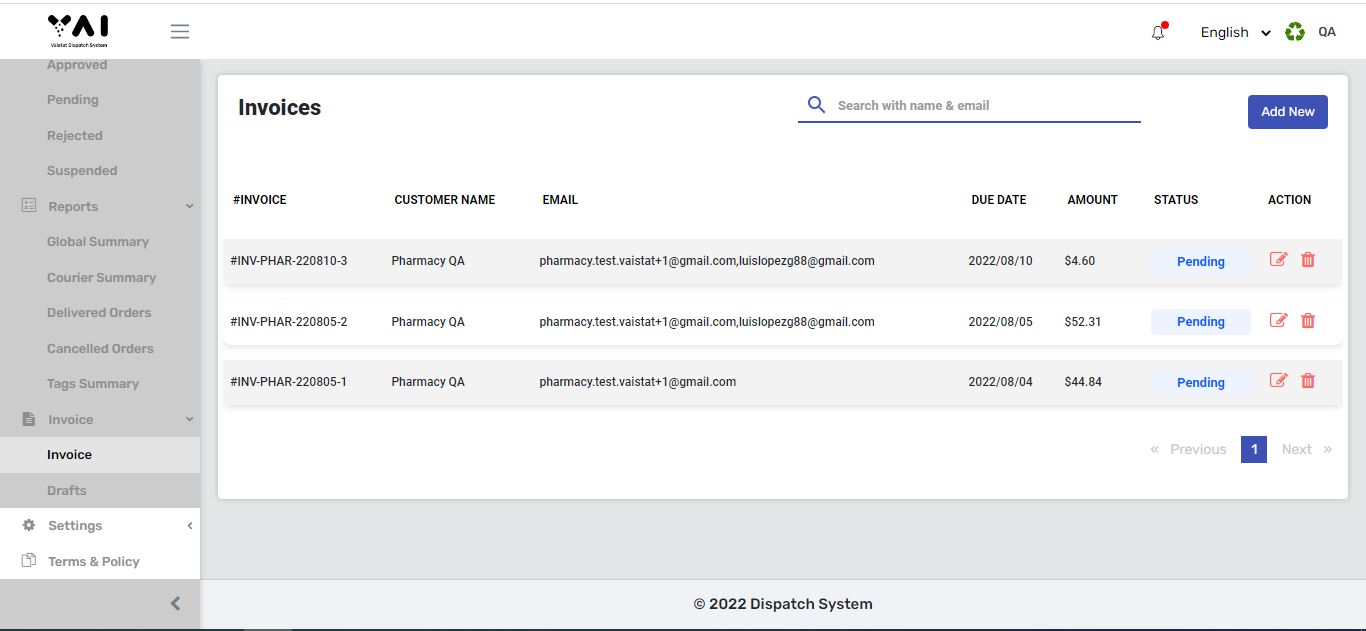 YAI
Vaistat Dispatch System
English
QA
Approved
Pending
Rejected
Suspended
Reports
Global Summary
Courier Summary
Delivered Orders
Cancelled Orders
Tags Summary
Invoice
Invoice
Drafts
Settings
Terms & Policy
Invoices
Search with name & email
Add New
#INVOICE CUSTOMER NAME EMAIL DUE DATE AMOUNT STATUS ACTION
#INV-PHAR-220810-3 Pharmacy QA pharmacy.test.vaistat+1@gmail.com,luislopezg88@gmail.com 2022/08/10 $4.60 Pending
#INV-PHAR-220805-2 Pharmacy QA pharmacy.test.vaistat+1@gmail.com,luislopezg88@gmail.com 2022/08/05 $52.31 Pending
#INV-PHAR-220805-1 Pharmacy QA pharmacy.test.vaistat+1@gmail.com 2022/08/04 $44.84 Pending
« Previous 1 Next »
© 2022 Dispatch System